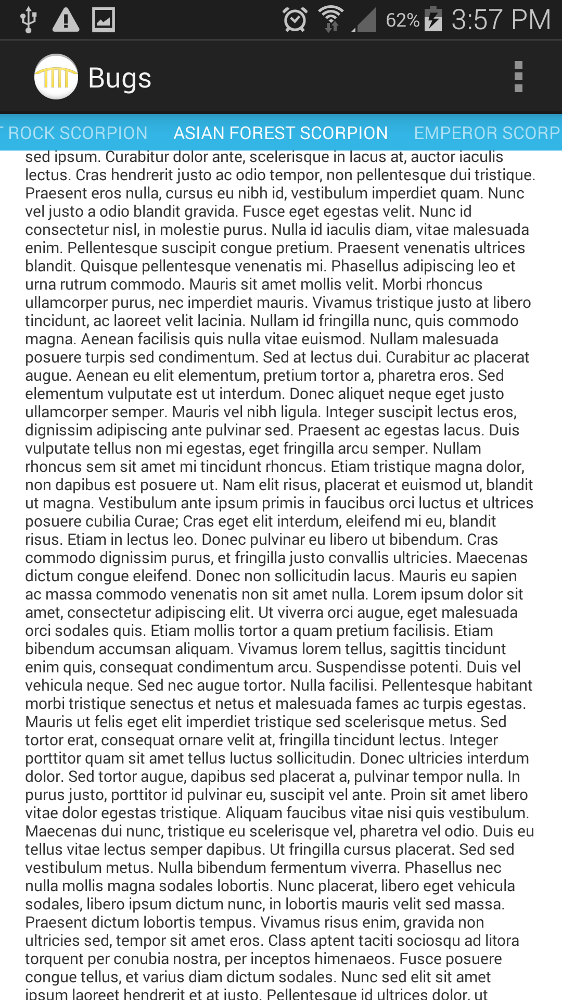 62% 3:57 PM
Bugs
ROCK SCORPION ASIAN FOREST SCORPION EMPEROR SCORP
sed ipsum. Curabitur dolor ante, scelerisque in lacus at, auctor iaculis
lectus. Cras hendrerit justo ac odio tempor, non pellentesque dui tristique.
Praesent eros nulla, cursus eu nibh id, vestibulum imperdiet quam. Nunc
vel justo a odio blandit gravida. Fusce eget egestas velit. Nunc id
consectetur nisl, in molestie purus. Nulla id iaculis diam, vitae malesuada
enim. Pellentesque suscipit congue pretium. Praesent venenatis ultrices
blandit. Quisque pellentesque venenatis mi. Phasellus adipiscing leo et
urna rutrum commodo. Mauris sit amet mollis velit. Morbi rhoncus
ullamcorper purus, nec imperdiet mauris. Vivamus tristique justo at libero
tincidunt, ac laoreet velit lacinia. Nullam id fringilla nunc, quis commodo
magna. Aenean facilisis quis nulla vitae euismod. Nullam malesuada
posuere turpis sed condimentum. Sed at lectus dui. Curabitur ac placerat
augue. Aenean eu elit elementum, pretium tortor a, pharetra eros. Sed
elementum vulputate est ut interdum. Donec aliquet neque eget justo
ullamcorper semper. Mauris vel nibh ligula. Integer suscipit lectus eros,
dignissim adipiscing ante pulvinar sed. Praesent ac egestas lacus. Duis
vulputate tellus non mi egestas, eget fringilla arcu semper. Nullam
rhoncus sem sit amet mi tincidunt rhoncus. Etiam tristique magna dolor,
non dapibus est posuere ut. Nam elit risus, placerat et euismod ut, blandit
ut magna. Vestibulum ante ipsum primis in faucibus orci luctus et ultrices
posuere cubilia Curae; Cras eget elit interdum, eleifend mi eu, blandit
risus. Etiam in lectus leo. Donec pulvinar eu libero ut bibendum. Cras
commodo dignissim purus, et fringilla justo convallis ultricies. Maecenas
dictum congue eleifend. Donec non sollicitudin lacus. Mauris eu sapien
ac massa commodo venenatis non sit amet nulla. Lorem ipsum dolor sit
amet, consectetur adipiscing elit. Ut viverra orci augue, eget malesuada
orci sodales quis. Etiam mollis tortor a quam pretium facilisis. Etiam
bibendum accumsan aliquam. Vivamus lorem tellus, sagittis tincidunt
enim quis, consequat condimentum arcu. Suspendisse potenti. Duis vel
vehicula neque. Sed nec augue tortor. Nulla facilisi. Pellentesque habitant
morbi tristique senectus et netus et malesuada fames ac turpis egestas.
Mauris ut felis eget elit imperdiet tristique sed scelerisque metus. Sed
tortor erat, consequat ornare velit at, fringilla tincidunt lectus. Integer
porttitor quam sit amet tellus luctus sollicitudin. Donec ultricies interdum
dolor. Sed tortor augue, dapibus sed placerat a, pulvinar tempor nulla. In
purus justo, porttitor id pulvinar eu, suscipit vel ante. Proin sit amet libero
vitae dolor egestas tristique. Aliquam faucibus vitae nisi quis vestibulum.
Maecenas dui nunc, tristique eu scelerisque vel, pharetra vel odio. Duis eu
tellus vitae lectus semper dapibus. Ut fringilla cursus placerat. Sed sed
vestibulum metus. Nulla bibendum fermentum viverra. Phasellus nec
nulla mollis magna sodales lobortis. Nunc placerat, libero eget vehicula
sodales, libero ipsum dictum nunc, in lobortis mauris velit sed massa.
Praesent dictum lobortis tempus. Vivamus risus enim, gravida non
ultricies sed, tempor sit amet eros. Class aptent taciti sociosqu ad litora
torquent per conubia nostra, per inceptos himenaeos. Fusce posuere
congue tellus, et varius diam dictum sodales. Nunc sed elit sit amet
ipsum laoreet hendrerit et at justo. Pellentesque id ultrices dolor, ut